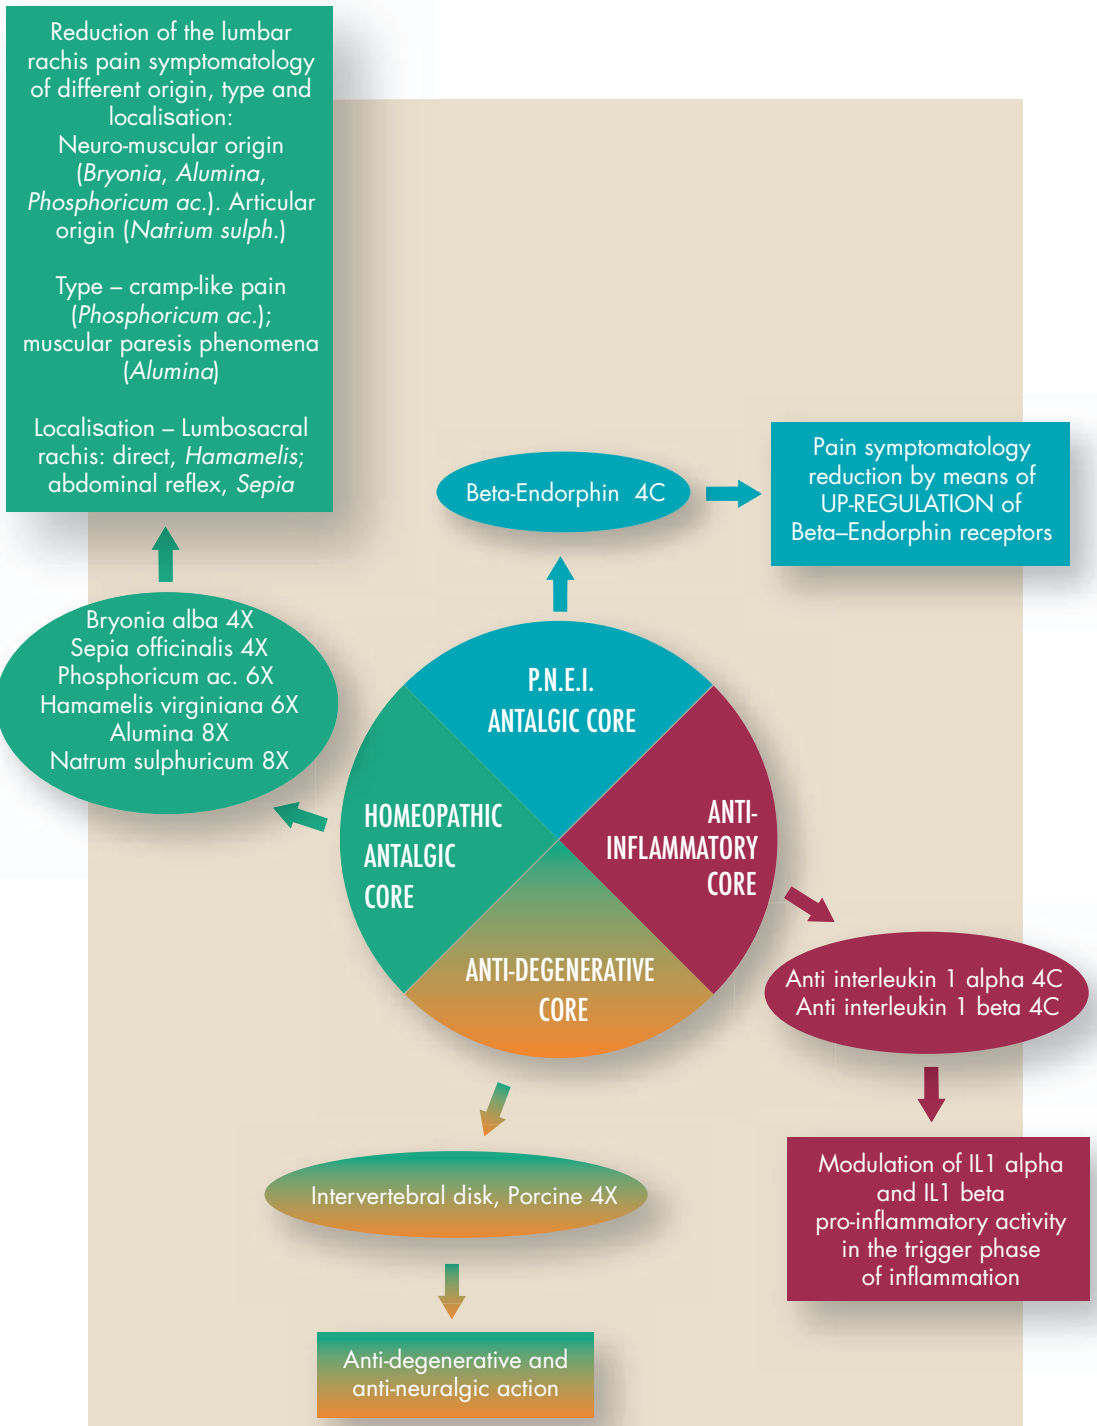 Reduction of the lumbar
rachis pain symptomatology
of different origin, type and
localisation:
Neuro-muscular origin
(Bryonia, Alumina,
Phosphoricum ac.). Articular
origin (Natrium sulph.)
Type – cramp-like pain
(Phosphoricum ac.);
muscular paresis phenomena
(Alumina)
Localisation – Lumbosacral
rachis: direct, Hamamelis;
abdominal reflex, Sepia
Beta-Endorphin 4C
Pain symptomatology
reduction by means of
UP-REGULATION of
Beta–Endorphin receptors
Bryonia alba 4X
Sepia officinalis 4X
Phosphoricum ac. 6X
Hamamelis virginiana 6X
Alumina 8X
Natrum sulphuricum 8X
P.N.E.I.
ANTALGIC CORE
HOMEOPATHIC
ANTALGIC
CORE
ANTI-
INFLAMMATORY
CORE
ANTI-DEGENERATIVE
CORE
Anti interleukin 1 alpha 4C
Anti interleukin 1 beta 4C
Modulation of IL1 alpha
and IL1 beta
pro-inflammatory activity
in the trigger phase
of inflammation
Intervertebral disk, Porcine 4X
Anti-degenerative and
anti-neuralgic action